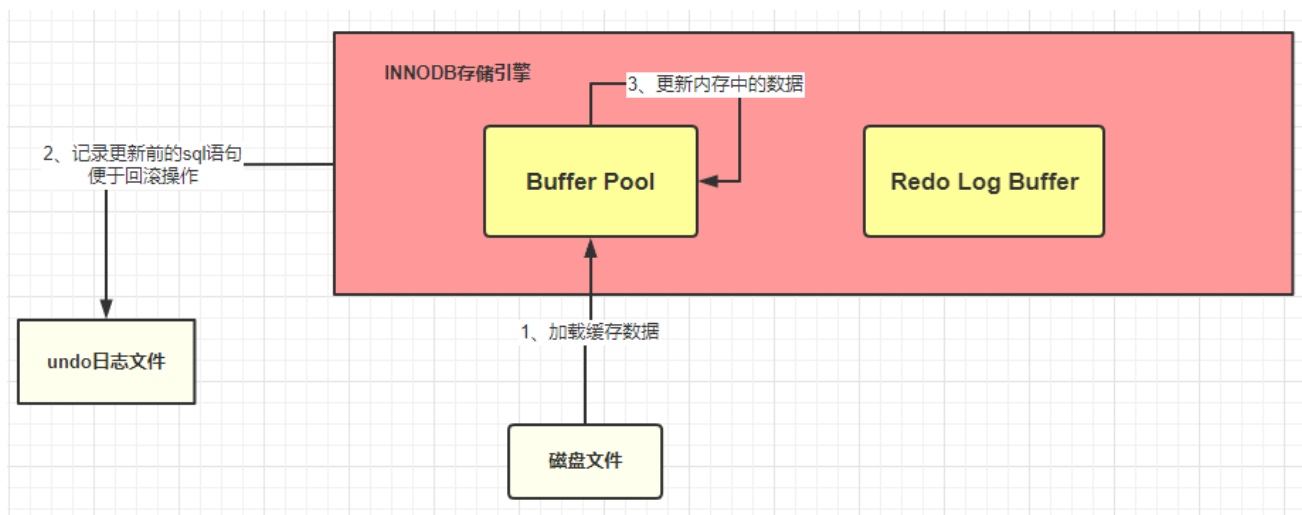 INNODB存储引擎
3、更新内存中的数据
2、记录更新前的sql语句
便于回滚操作
Buffer Pool
Redo Log Buffer
1、加载缓存数据
undo日志文件
磁盘文件